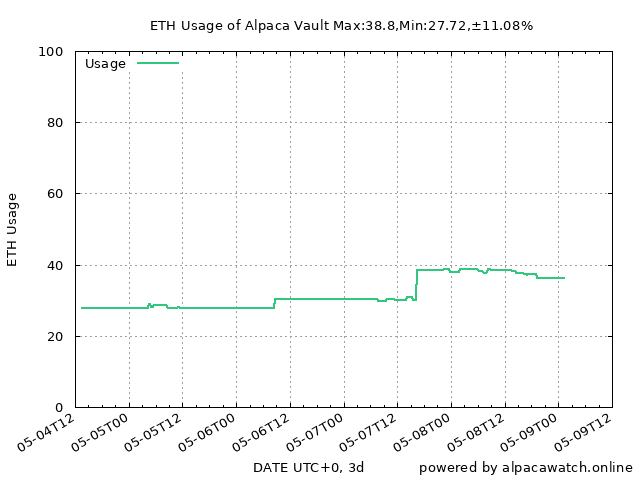 ETH Usage of Alpaca Vault Max:38.8,Min:27.72,±11.08%
Usage
100
80
60
40
20
0
ETH Usage
05-04T12
05-05T00
05-05T12
05-06T00
05-06T12
05-07T00
05-07T12
05-08T00
05-08T12
05-09T00
05-09T12
DATE UTC+0, 3d
powered by alpacawatch.online